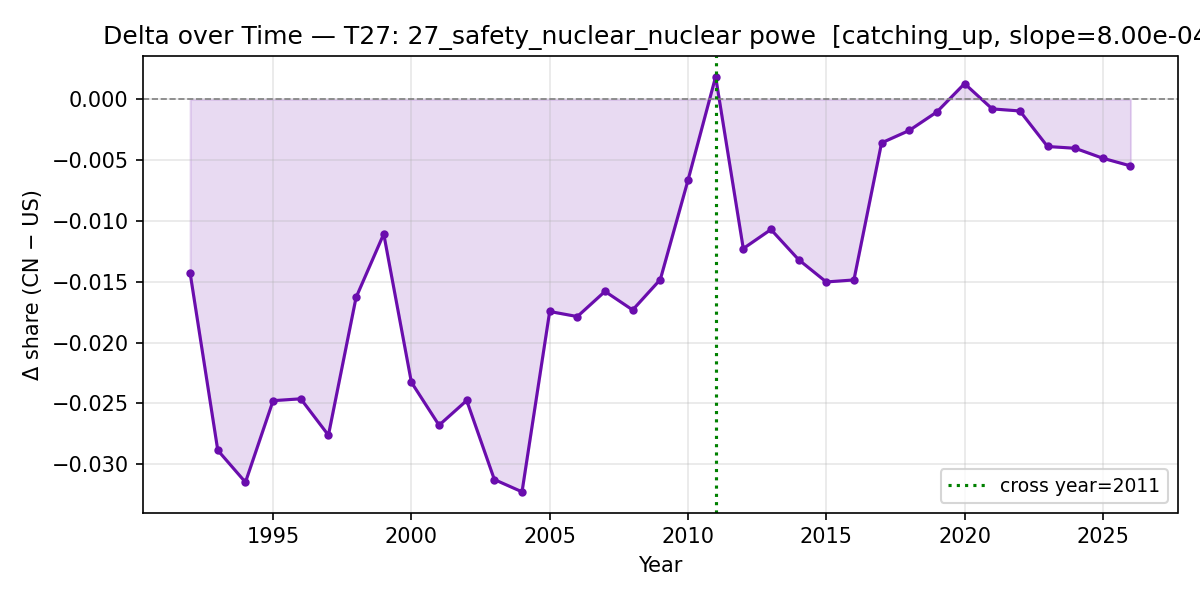 Delta over Time — T27: 27_safety_nuclear_nuclear powe [catching_up, slope=8.00e-04
0.000
−0.005
−0.010
−0.015
−0.020
−0.025
−0.030
Δ share (CN − US)
cross year=2011
1995 2000 2005 2010 2015 2020 2025
Year